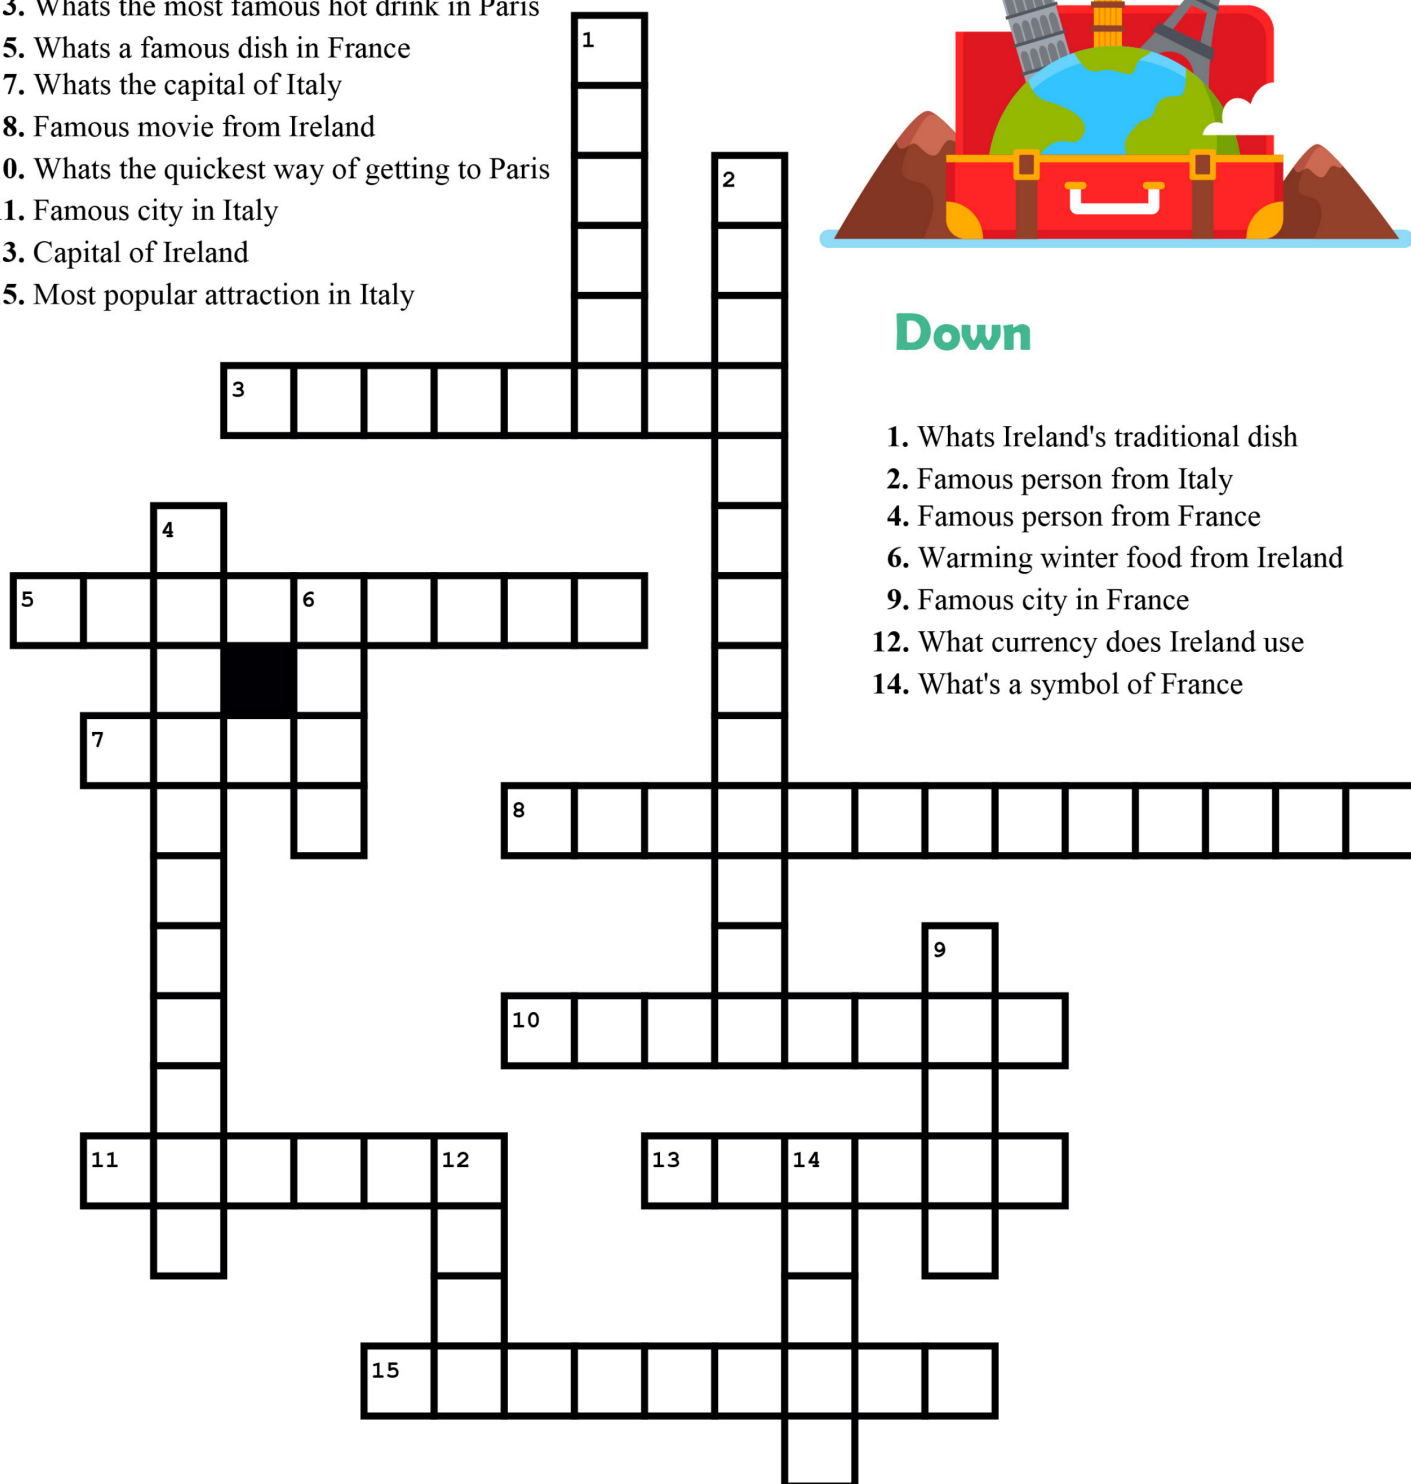 3. Whats the most famous hot drink in Paris
5. Whats a famous dish in France
7. Whats the capital of Italy
8. Famous movie from Ireland
0. Whats the quickest way of getting to Paris
1. Famous city in Italy
3. Capital of Ireland
5. Most popular attraction in Italy
Down
1. Whats Ireland's traditional dish
2. Famous person from Italy
4. Famous person from France
6. Warming winter food from Ireland
9. Famous city in France
12. What currency does Ireland use
14. What's a symbol of France
1
2
3
4
5 6
7
8
9
10
11 12 13 14
15